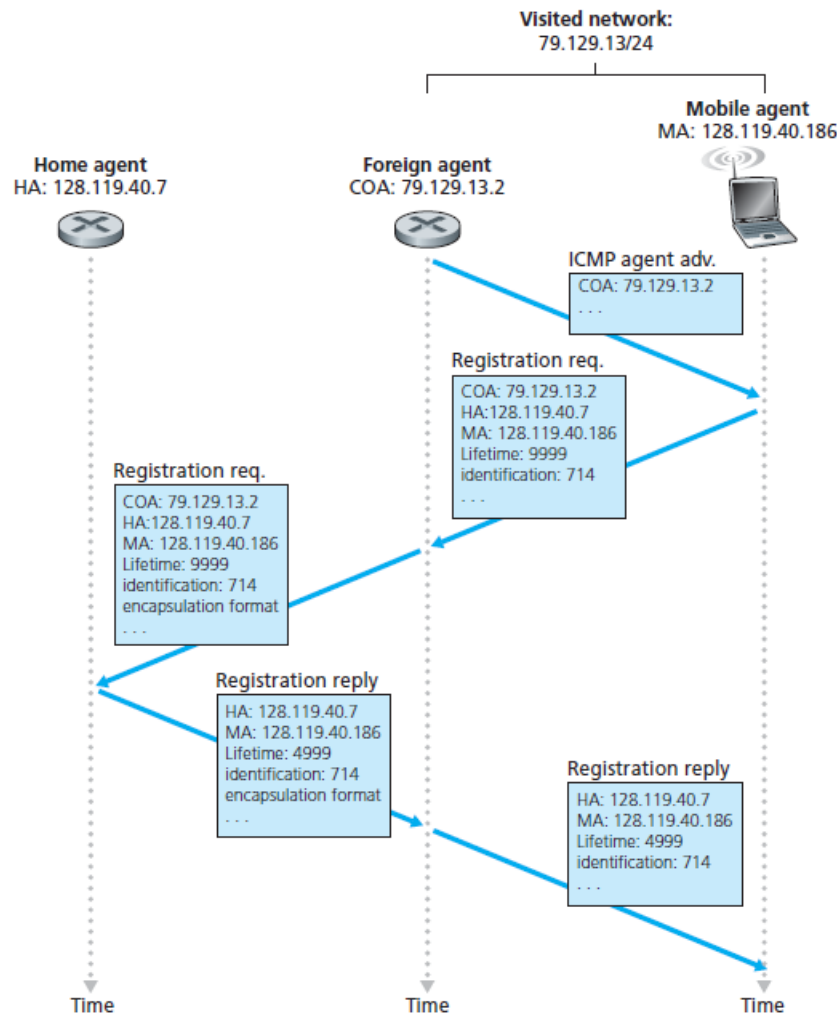 Visited network:
79.129.13/24
Mobile agent
MA: 128.119.40.186
Home agent
HA: 128.119.40.7
Foreign agent
COA: 79.129.13.2
ICMP agent adv.
COA: 79.129.13.2
. . .
Registration req.
COA: 79.129.13.2
HA:128.119.40.7
MA: 128.119.40.186
Lifetime: 9999
identification: 714
. . .
Registration req.
COA: 79.129.13.2
HA:128.119.40.7
MA: 128.119.40.186
Lifetime: 9999
identification: 714
encapsulation format
. . .
Registration reply
HA: 128.119.40.7
MA: 128.119.40.186
Lifetime: 4999
identification: 714
encapsulation format
. . .
Registration reply
HA: 128.119.40.7
MA: 128.119.40.186
Lifetime: 4999
identification: 714
. . .
Time
Time
Time